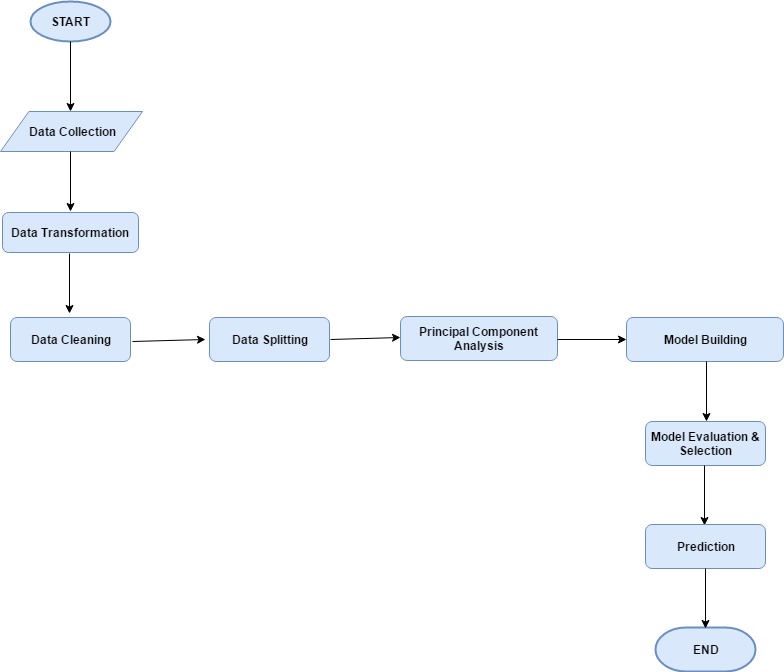 START
Data Collection
Data Transformation
Data Cleaning
Data Splitting
Principal Component
Analysis
Model Building
Model Evaluation &
Selection
Prediction
END